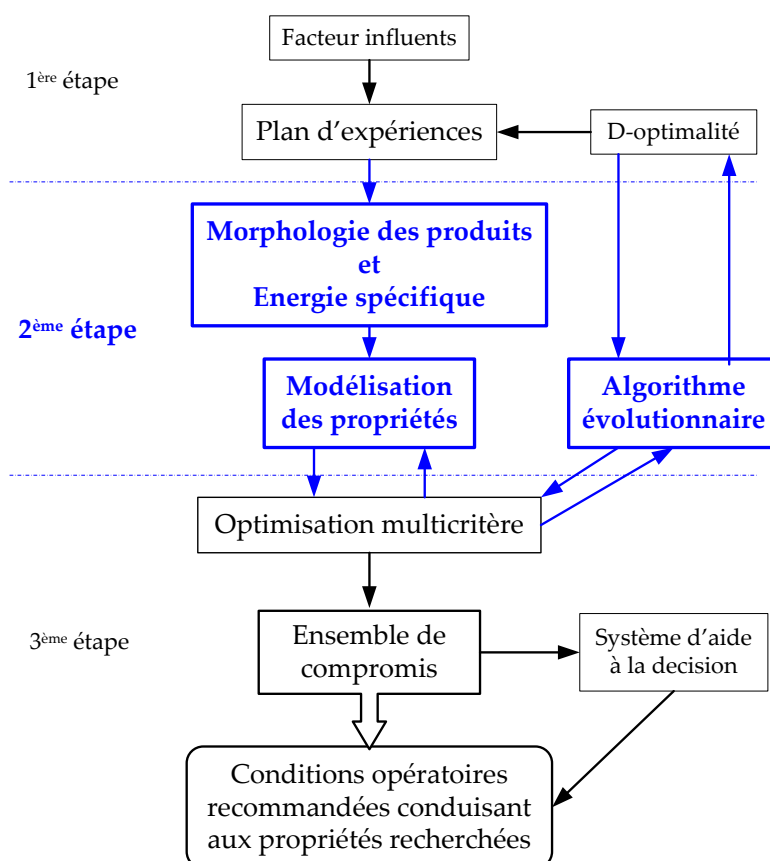 Facteur influents
1ère étape
Plan d'expériences
D-optimalité
Morphologie des produits
et
Energie spécifique
2ème étape
Modélisation
des propriétés
Algorithme
évolutionnaire
Optimisation multicritère
3ème étape
Ensemble de
compromis
Système d'aide
à la decision
Conditions opératoires
recommandées conduisant
aux propriétés recherchées